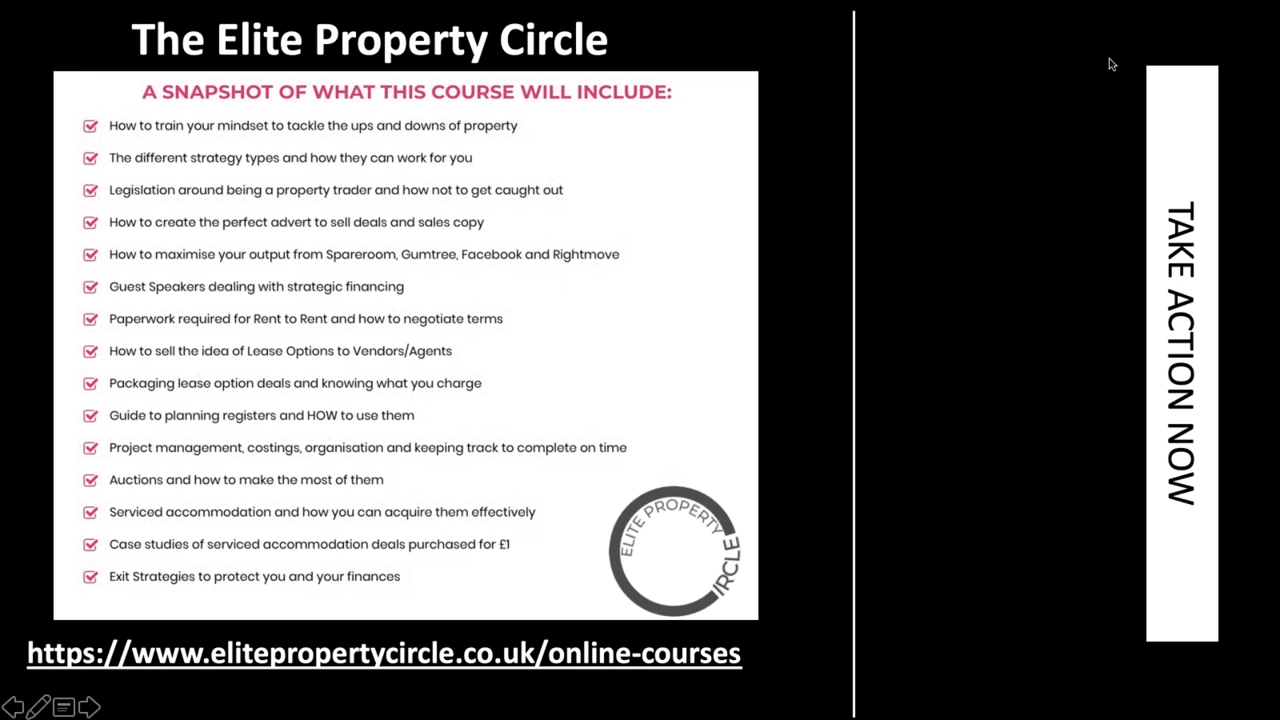 The Elite Property Circle
A SNAPSHOT OF WHAT THIS COURSE WILL INCLUDE:
How to train your mindset to tackle the ups and downs of property
The different strategy types and how they can work for you
Legislation around being a property trader and how not to get caught out
How to create the perfect advert to sell deals and sales copy
How to maximise your output from Spareroom, Gumtree, Facebook and Rightmove
Guest Speakers dealing with strategic financing
Paperwork required for Rent to Rent and how to negotiate terms
How to sell the idea of Lease Options to Vendors/Agents
Packaging lease option deals and knowing what you charge
Guide to planning registers and HOW to use them
Project management, costings, organisation and keeping track to complete on time
Auctions and how to make the most of them
Serviced accommodation and how you can acquire them effectively
Case studies of serviced accommodation deals purchased for £1
Exit Strategies to protect you and your finances
ELITE PROPERTY CIRCLE
https://www.elitepropertycircle.co.uk/online-courses
TAKE ACTION NOW